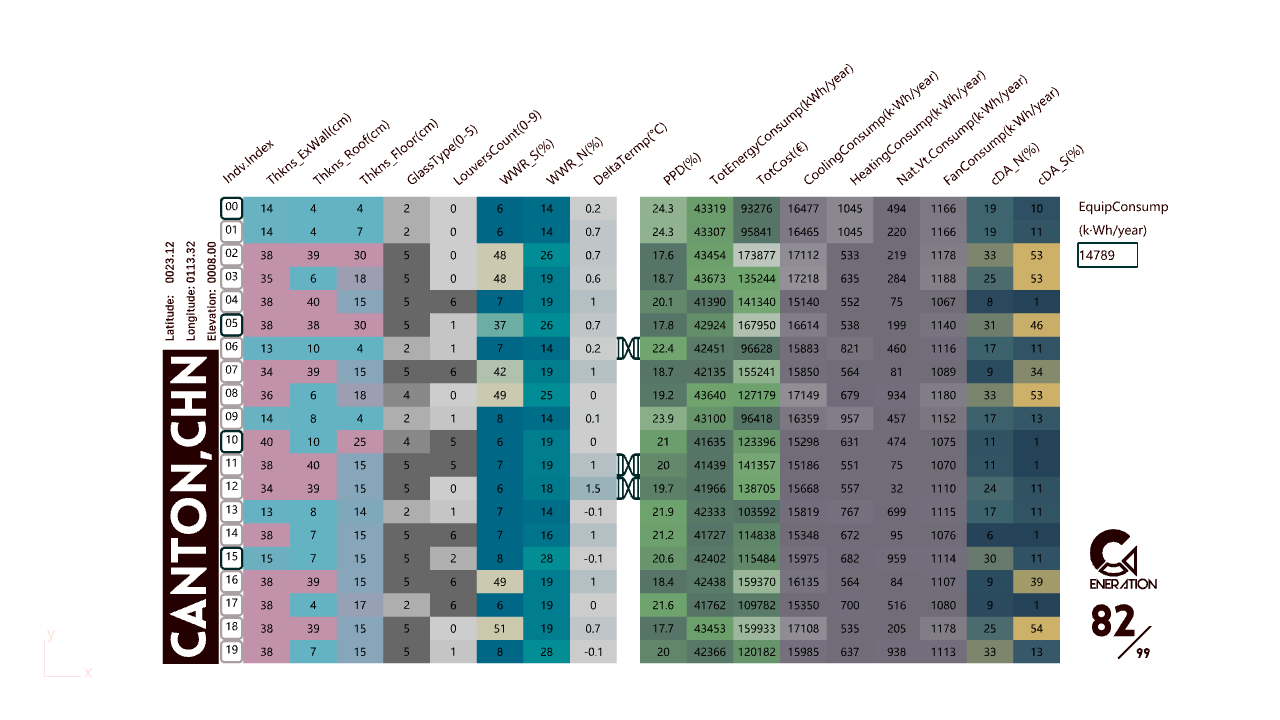 Indv.Index Thkns_ExWall(cm) Thkns_Roof(cm) Thkns_Floor(cm) GlassType(0-5) LouversCount(0-9) WWR_S(%) WWR_N(%) DeltaTermp(°C) PPD(%) TotEnergyConsump(kWh/year) TotCost(€) CoolingConsump(k·Wh/year) HeatingConsump(k·Wh/year) Nat.Vt.Consump(k·Wh/year) FanConsump(k·Wh/year) cDA_N(%) cDA_S(%)
00 14 4 4 2 0 6 14 0.2 24.3 43319 93276 16477 1045 494 1166 19 10
01 14 4 7 2 0 6 14 0.7 24.3 43307 95841 16465 1045 220 1166 19 11
02 38 39 30 5 0 48 26 0.7 17.6 43454 173877 17112 533 219 1178 33 53
03 35 6 18 5 0 48 19 0.6 18.7 43673 135244 17218 635 284 1188 25 53
04 38 40 15 5 6 7 19 1 20.1 41390 141340 15140 552 75 1067 8 1
05 38 38 30 5 1 37 26 0.7 17.8 42924 167950 16614 538 199 1140 31 46
06 13 10 4 2 1 7 14 0.2 22.4 42451 96628 15883 821 460 1116 17 11
07 34 39 15 5 6 42 19 1 18.7 42135 155241 15850 564 81 1089 9 34
08 36 6 18 4 0 49 25 0 19.2 43640 127179 17149 679 934 1180 33 53
09 14 8 4 2 1 8 14 0.1 23.9 43100 96418 16359 957 457 1152 17 13
10 40 10 25 4 5 6 19 0 21 41635 123396 15298 631 474 1075 11 1
11 38 40 15 5 5 7 19 1 20 41439 141357 15186 551 75 1070 11 1
12 34 39 15 5 0 6 18 1.5 19.7 41966 138705 15668 557 32 1110 24 11
13 13 8 14 2 1 7 14 -0.1 21.9 42333 103592 15819 767 699 1115 17 11
14 38 7 15 5 6 7 16 1 21.2 41727 114838 15348 672 95 1076 6 1
15 15 7 15 5 2 8 28 -0.1 20.6 42402 115484 15975 682 959 1114 30 11
16 38 39 15 5 6 49 19 1 18.4 42438 159370 16135 564 84 1107 9 39
17 38 4 17 2 6 6 19 0 21.6 41762 109782 15350 700 516 1080 9 1
18 38 39 15 5 0 51 19 0.7 17.7 43453 159933 17108 535 205 1178 25 54
19 38 7 15 5 1 8 28 -0.1 20 42366 120182 15985 637 938 1113 33 13
Latitude: 0023.12
Longitude: 0113.32
Elevation: 0008.00
CANTON,CHN
EquipConsump
(k·Wh/year)
14789
ENERATION
82/99
y
x